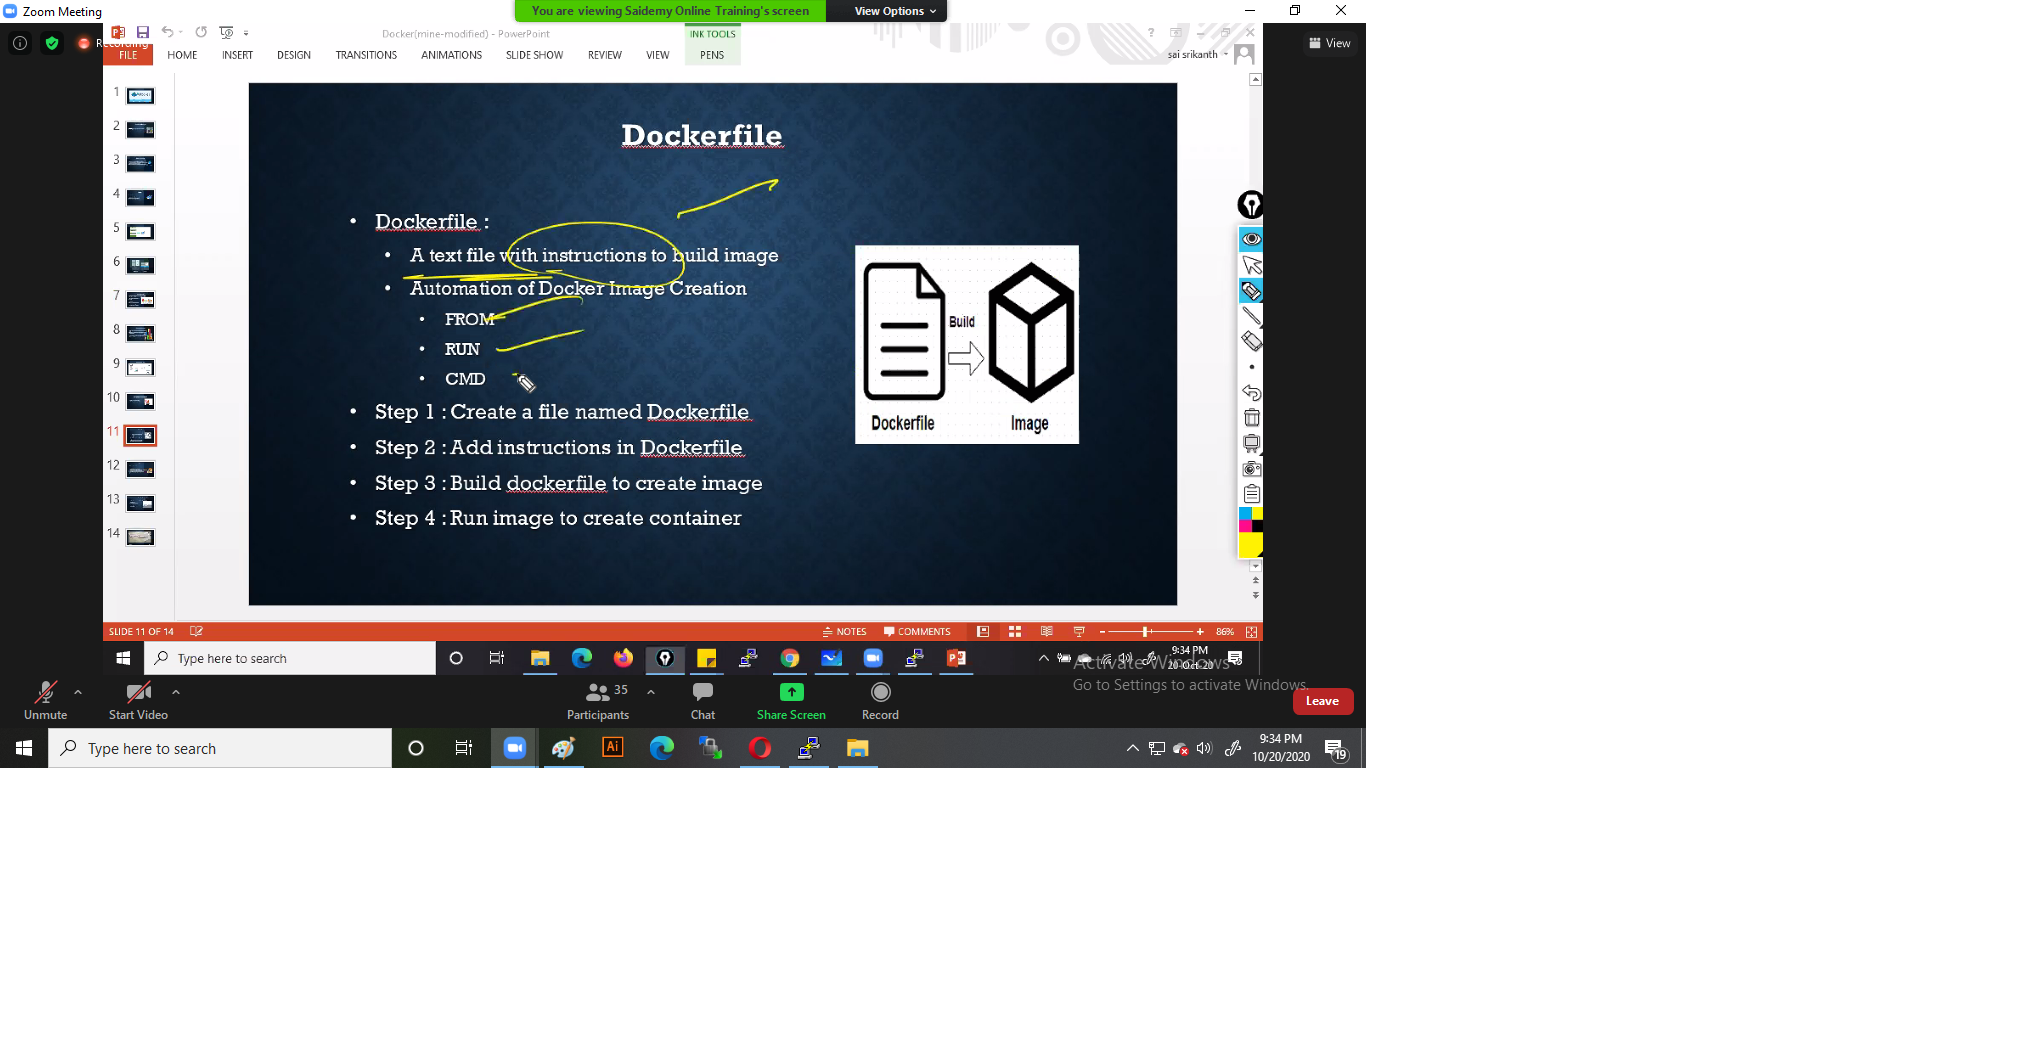 Zoom Meeting
You are viewing Saidemy Online Training's screen
View Options
Recording
Docker(mine-modified) - PowerPoint
INK TOOLS
?
FILE
HOME
INSERT
DESIGN
TRANSITIONS
ANIMATIONS
SLIDE SHOW
REVIEW
VIEW
PENS
sai srikanth
View
1
2
3
4
5
6
7
8
9
10
11
12
13
14
Dockerfile
• Dockerfile :
• A text file with instructions to build image
• Automation of Docker Image Creation
• FROM
• RUN
• CMD
• Step 1 : Create a file named Dockerfile
• Step 2 : Add instructions in Dockerfile
• Step 3 : Build dockerfile to create image
• Step 4 : Run image to create container
Build
Dockerfile
Image
SLIDE 11 OF 14
NOTES
COMMENTS
86%
Type here to search
9:34 PM
20-Oct-20
Activate Windows
Go to Settings to activate Windows.
Unmute
Start Video
35
Participants
Chat
Share Screen
Record
Leave
Type here to search
Ai
9:34 PM
10/20/2020
19